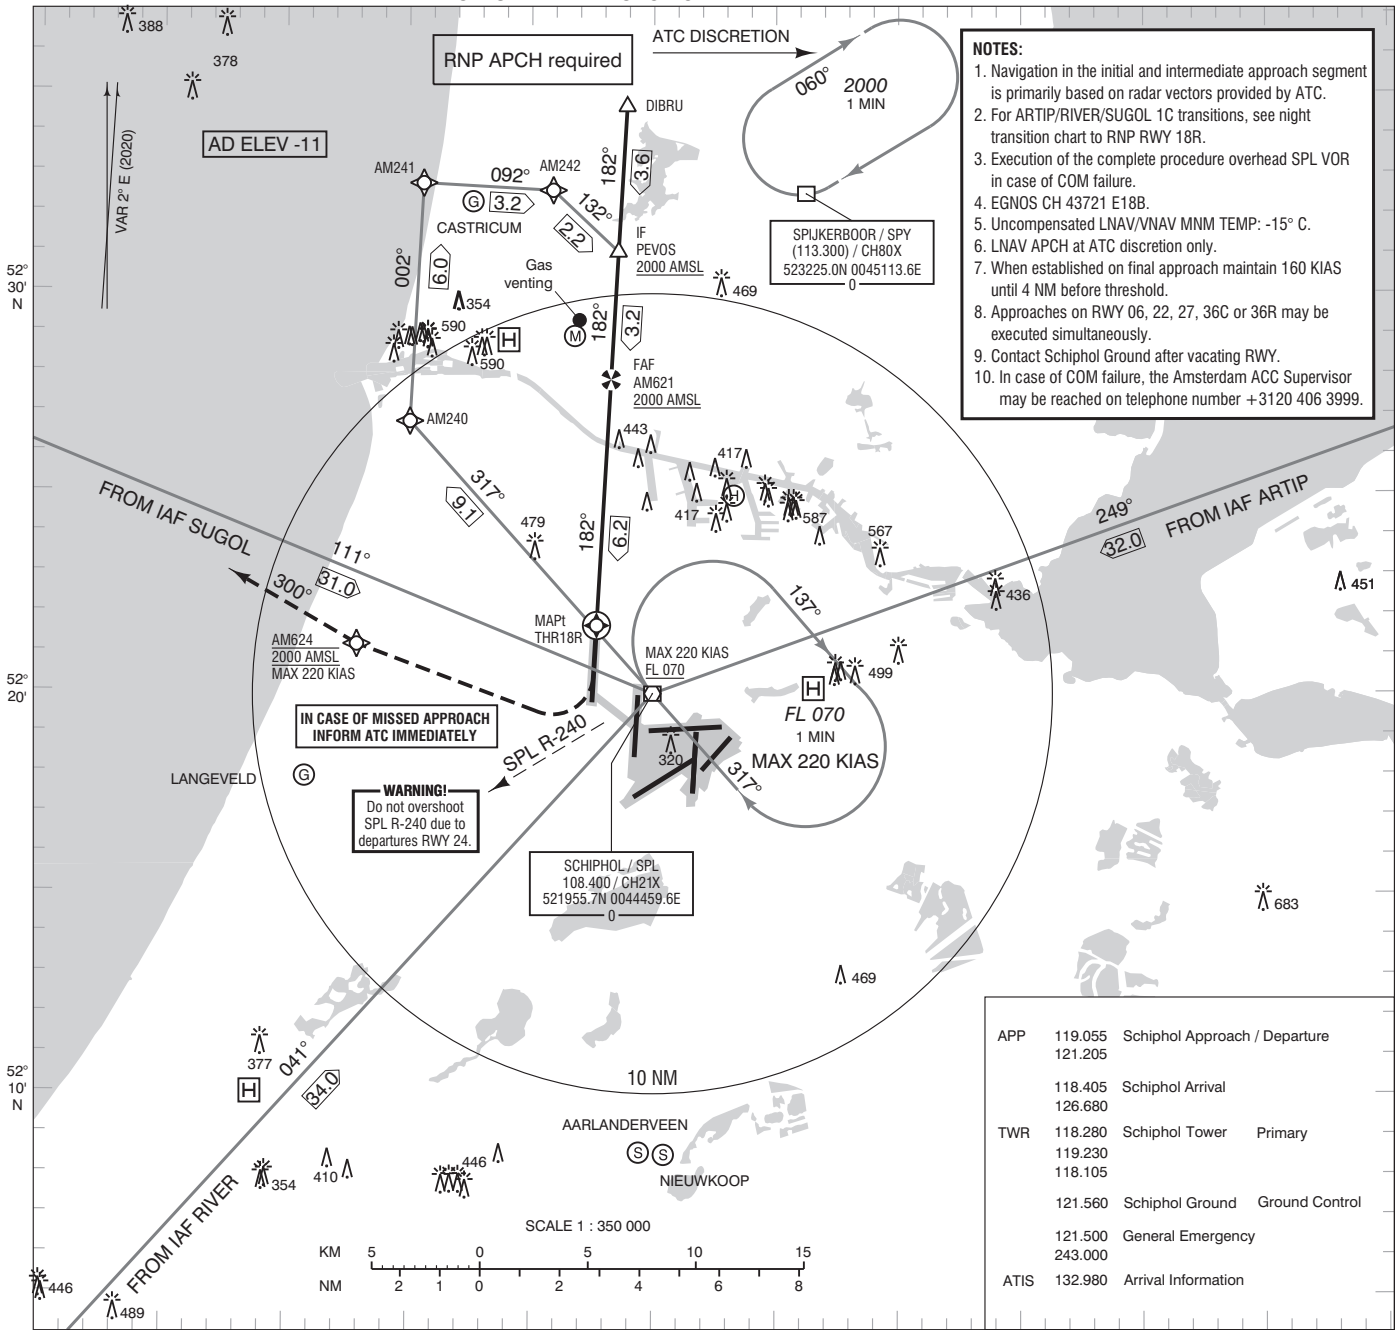 388
378
RNP APCH required
ATC DISCRETION
060°
2000
1 MIN
NOTES:
1. Navigation in the initial and intermediate approach segment
is primarily based on radar vectors provided by ATC.
2. For ARTIP/RIVER/SUGOL 1C transitions, see night
transition chart to RNP RWY 18R.
3. Execution of the complete procedure overhead SPL VOR
in case of COM failure.
4. EGNOS CH 43721 E18B.
5. Uncompensated LNAV/VNAV MNM TEMP: -15° C.
6. LNAV APCH at ATC discretion only.
7. When established on final approach maintain 160 KIAS
until 4 NM before threshold.
8. Approaches on RWY 06, 22, 27, 36C or 36R may be
executed simultaneously.
9. Contact Schiphol Ground after vacating RWY.
10. In case of COM failure, the Amsterdam ACC Supervisor
may be reached on telephone number +3120 406 3999.
VAR 2° E (2020)
AD ELEV -11
DIBRU
182°
3.6
AM241
092°
AM242
G
3.2
CASTRICUM
132°
2.2
IF
PEVOS
2000 AMSL
SPIJKERBOOR / SPY
(113.300) / CH80X
523225.0N 0045113.6E
0
002°
6.0
52°
30'
N
Gas
venting
M
354
469
590
H
590
182°
3.2
FAF
AM621
2000 AMSL
AM240
443
417
H
417
587
567
FROM IAF SUGOL
317°
9.1
479
182°
6.2
249°
FROM IAF ARTIP
32.0
111°
31.0
300°
436
451
137°
MAPt
THR18R
AM624
2000 AMSL
MAX 220 KIAS
MAX 220 KIAS
FL 070
499
52°
20'
H
FL 070
1 MIN
MAX 220 KIAS
IN CASE OF MISSED APPROACH
INFORM ATC IMMEDIATELY
SPL R-240
320
317°
LANGEVELD
G
WARNING!
Do not overshoot
SPL R-240 due to
departures RWY 24.
SCHIPHOL / SPL
108.400 / CH21X
521955.7N 0044459.6E
0
683
469
377
H
041°
34.0
52°
10'
N
10 NM
AARLANDERVEEN
S
S
NIEUWKOOP
446
410
354
FROM IAF RIVER
446
489
SCALE 1 : 350 000
KM 5 0 5 10 15
NM 2 1 0 2 4 6 8
APP 119.055 Schiphol Approach / Departure
121.205
118.405 Schiphol Arrival
126.680
TWR 118.280 Schiphol Tower Primary
119.230
118.105
121.560 Schiphol Ground Ground Control
121.500 General Emergency
243.000
ATIS 132.980 Arrival Information